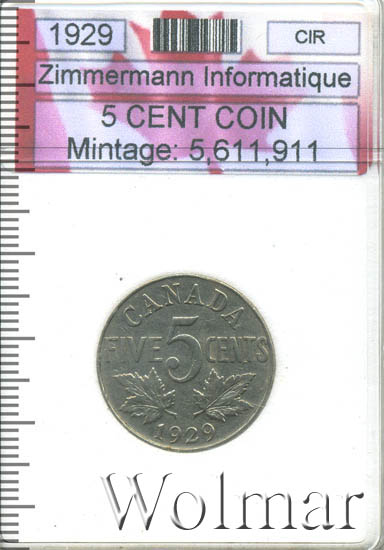 1929
CIR
Zimmermann Informatique
5 CENT COIN
Mintage: 5,611,911
CANADA
FIVE 5 CENTS
1929
Wolmar